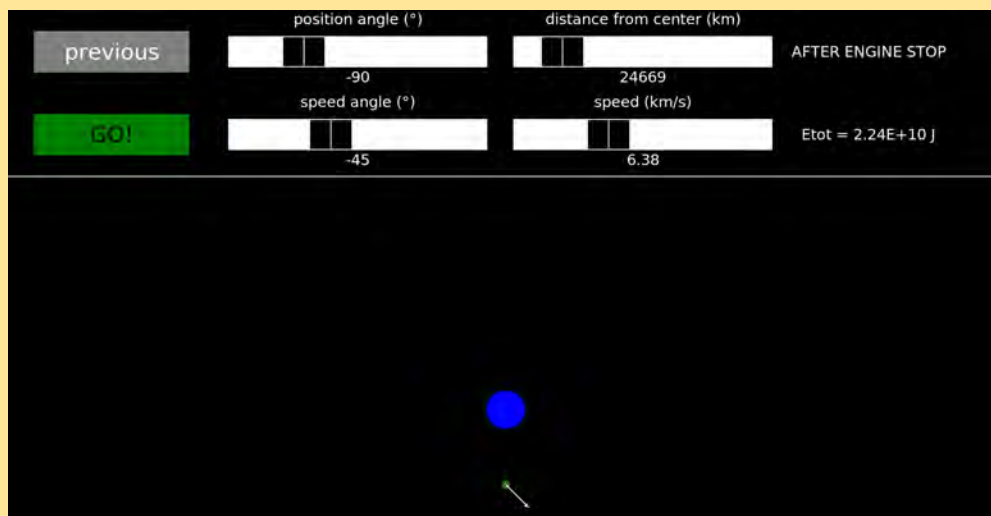 position angle (°)
distance from center (km)
previous
AFTER ENGINE STOP
-90
24669
speed angle (°)
speed (km/s)
GO!
Etot = 2.24E+10 J
-45
6.38